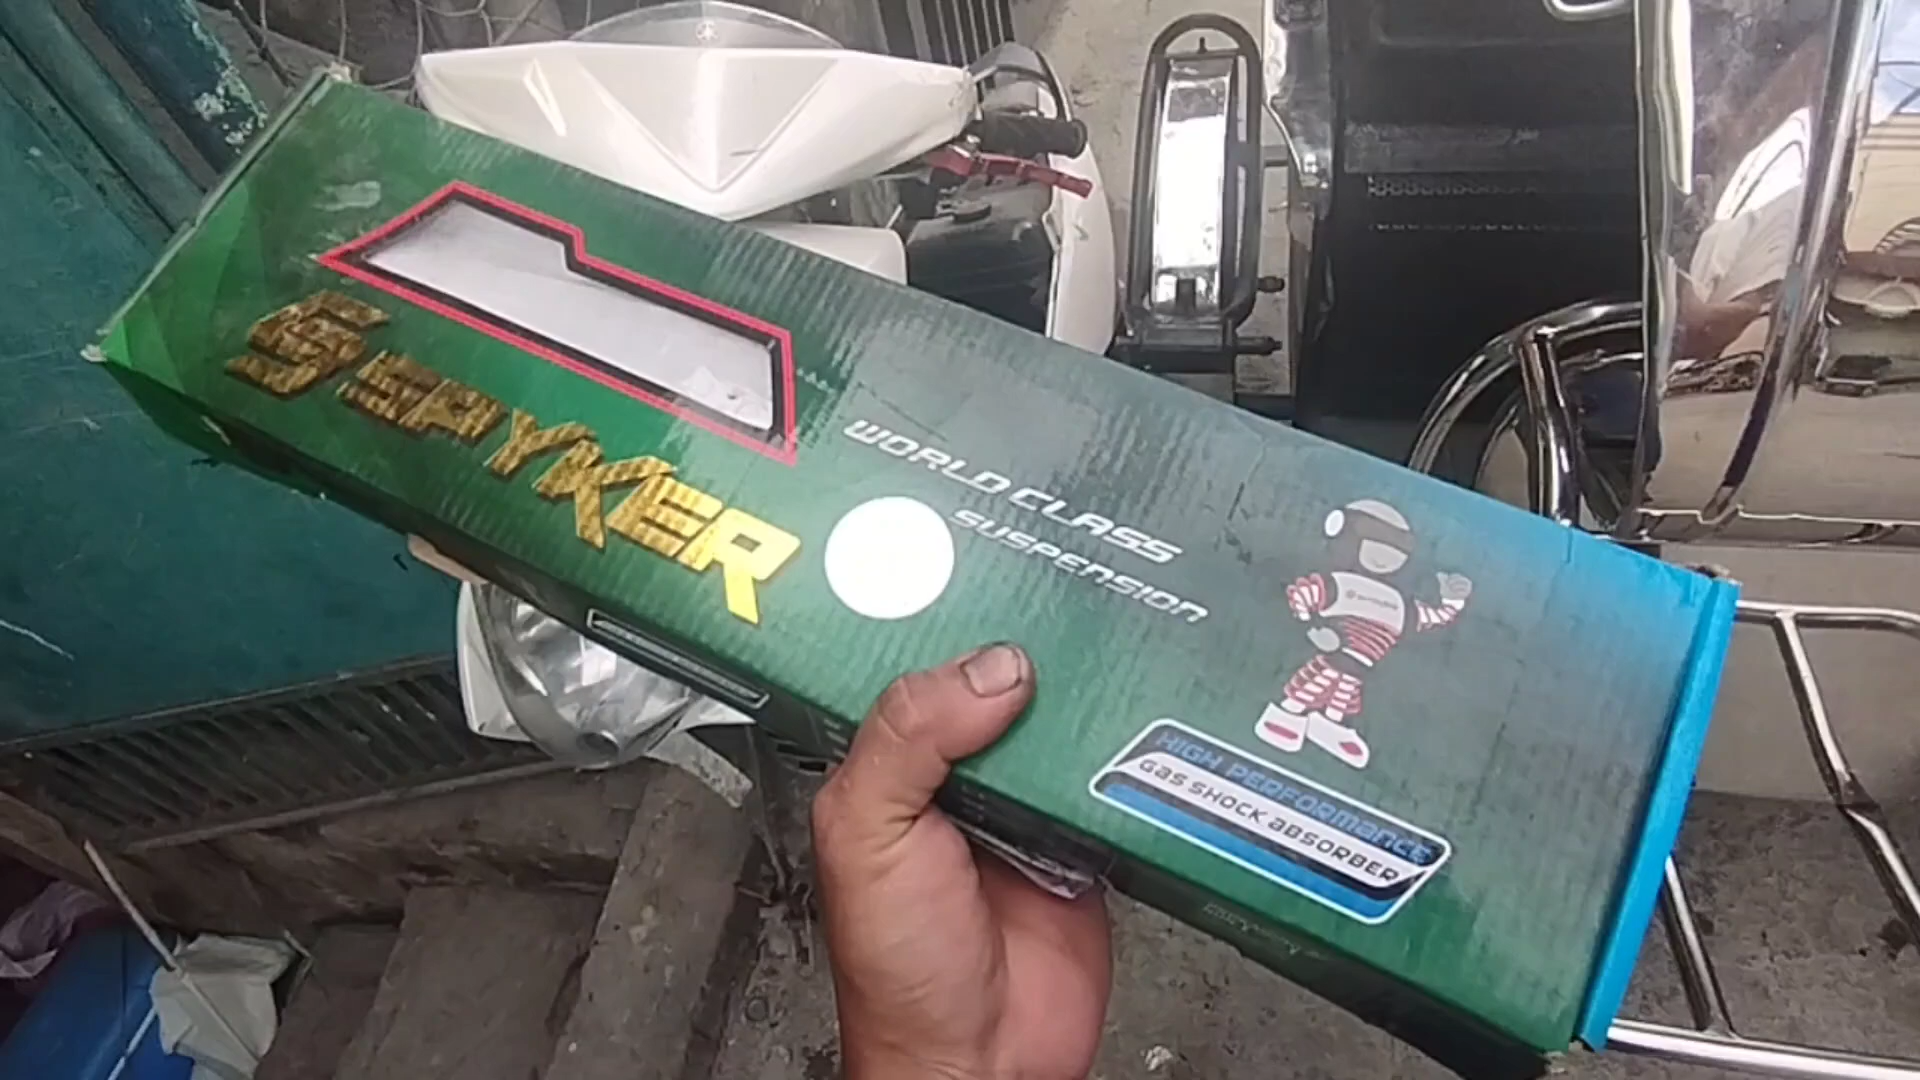 S-SPYKER
WORLD CLASS
SUSPENSION
HIGH PERFORMANCE
GAS SHOCK ABSORBER